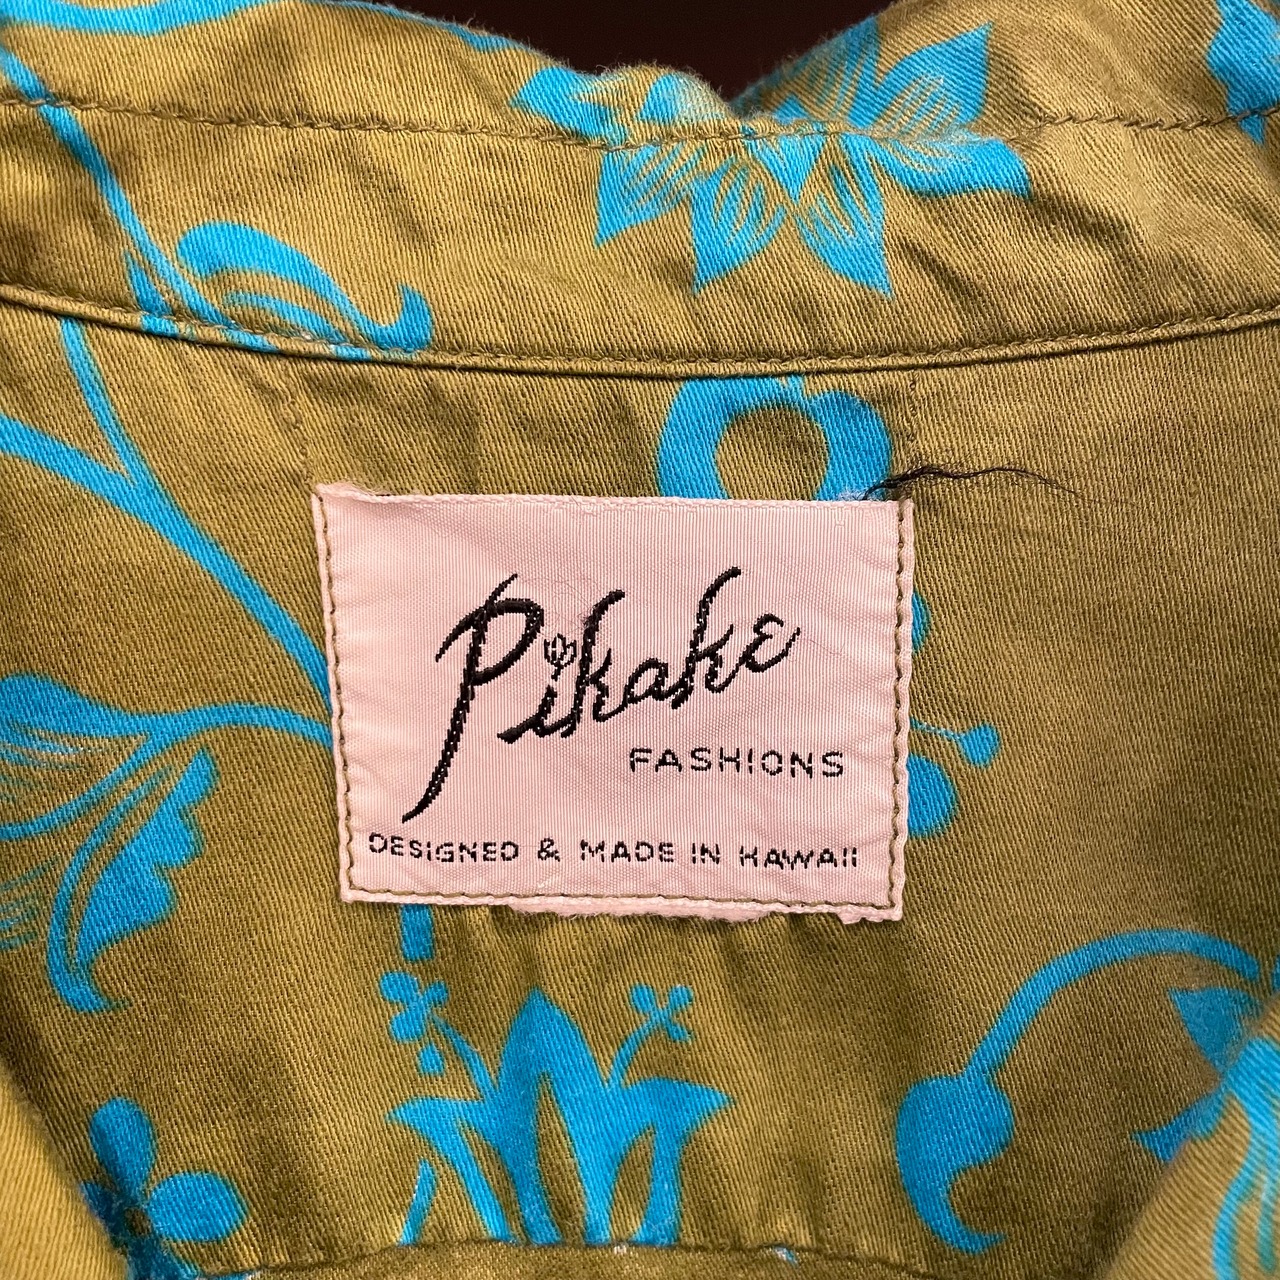 Pikake
FASHIONS
DESIGNED & MADE IN HAWAII